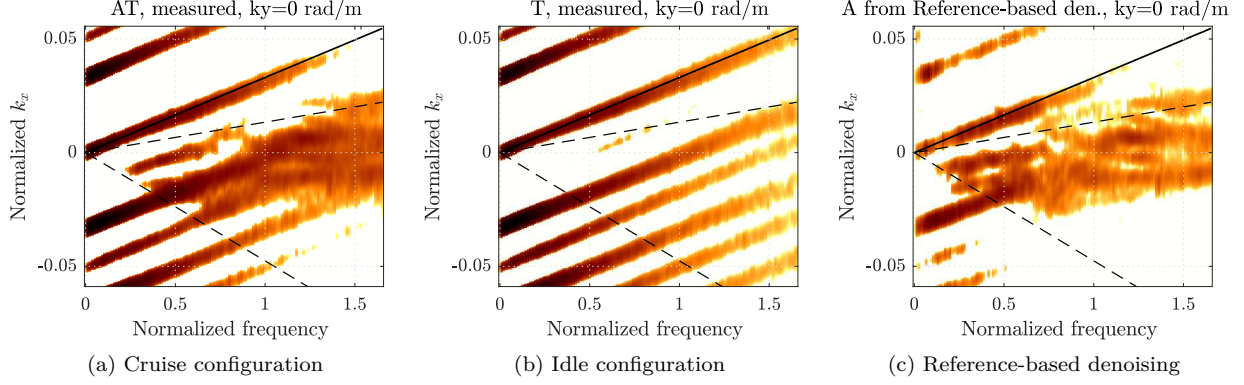 AT, measured, ky=0 rad/m
0.05
0
-0.05
Normalized kx
0
0.5
1
1.5
Normalized frequency
(a) Cruise configuration
T, measured, ky=0 rad/m
0.05
0
-0.05
Normalized kx
0
0.5
1
1.5
Normalized frequency
(b) Idle configuration
A from Reference-based den., ky=0 rad/m
0.05
0
-0.05
Normalized kx
0
0.5
1
1.5
Normalized frequency
(c) Reference-based denoising